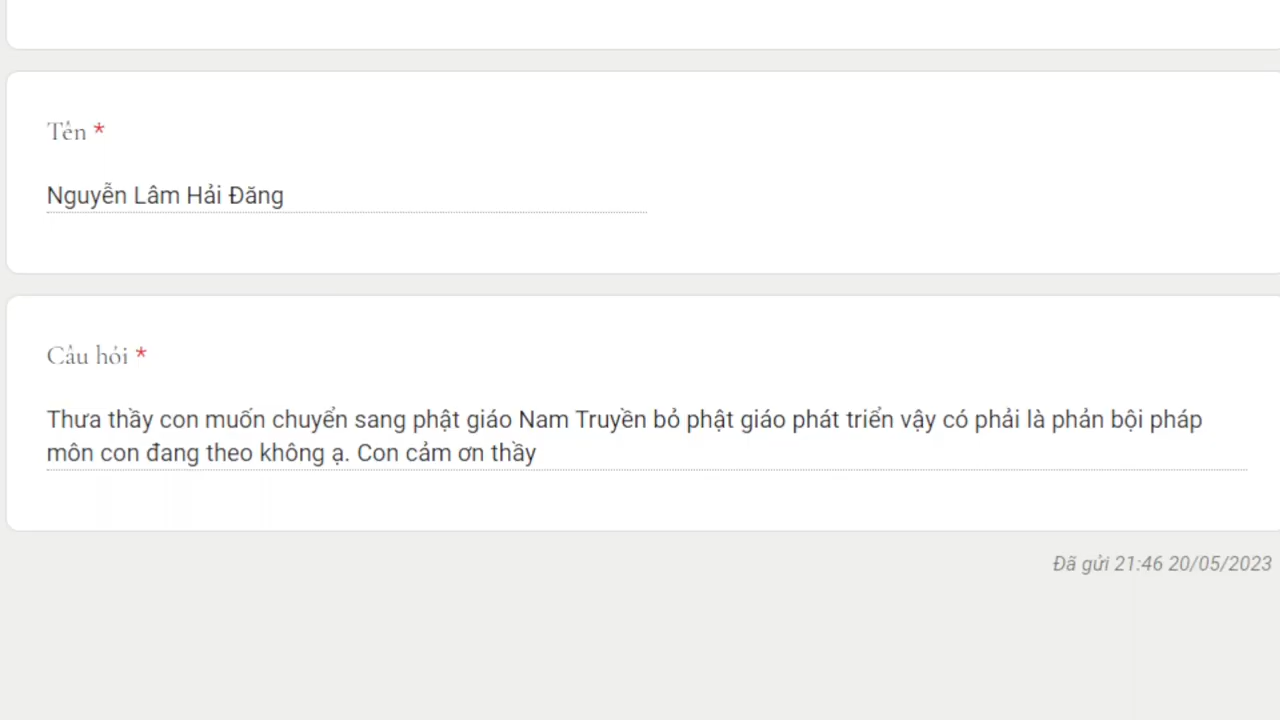 Tên *
Nguyễn Lâm Hải Đăng
Câu hỏi *
Thưa thầy con muốn chuyển sang phật giáo Nam Truyền bỏ phật giáo phát triển vậy có phải là phản bội pháp
môn con đang theo không ạ. Con cảm ơn thầy
Đã gửi 21:46 20/05/2023